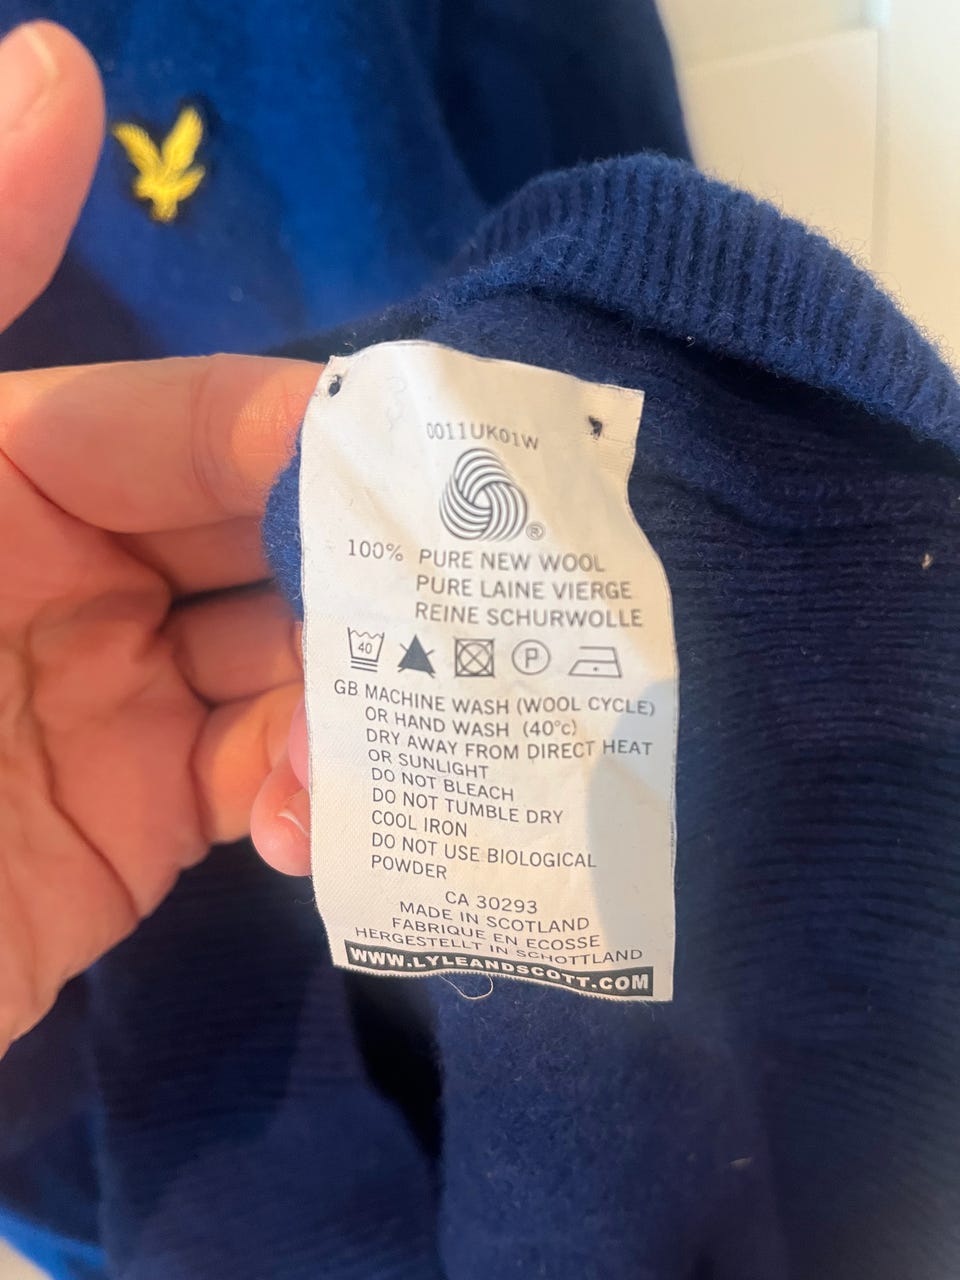 0011UK01W
®
100% PURE NEW WOOL
PURE LAINE VIERGE
REINE SCHURWOLLE
40 P
GB MACHINE WASH (WOOL CYCLE)
OR HAND WASH (40°c)
DRY AWAY FROM DIRECT HEAT
OR SUNLIGHT
DO NOT BLEACH
DO NOT TUMBLE DRY
COOL IRON
DO NOT USE BIOLOGICAL
POWDER
CA 30293
MADE IN SCOTLAND
FABRIQUE EN ECOSSE
HERGESTELLT IN SCHOTTLAND
WWW.LYLEANDSCOTT.COM